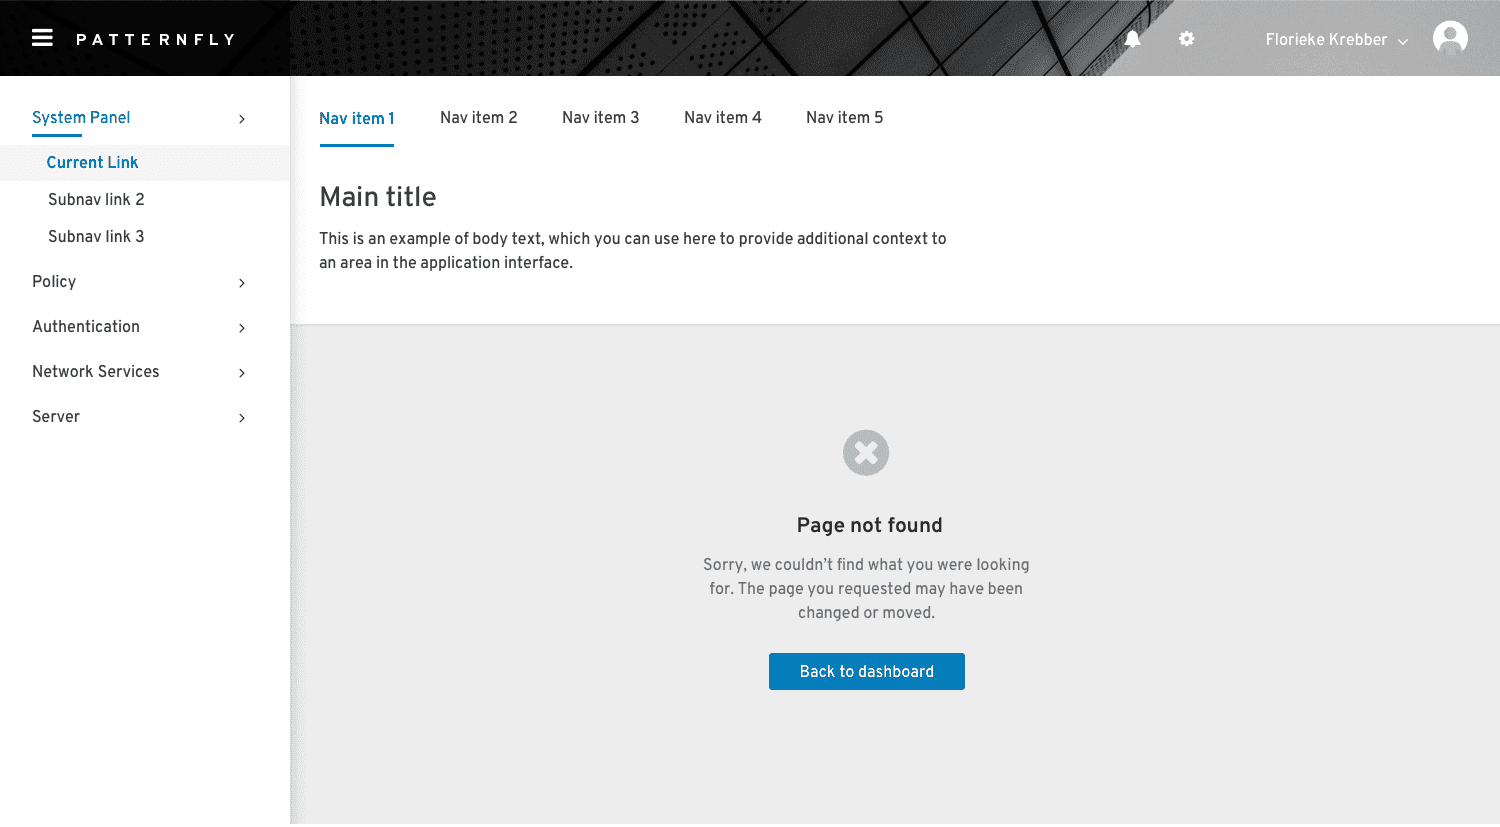 PATTERNFLY
Florieke Krebber
System Panel
Current Link
Subnav link 2
Subnav link 3
Policy
Authentication
Network Services
Server
Nav item 1
Nav item 2
Nav item 3
Nav item 4
Nav item 5
Main title
This is an example of body text, which you can use here to provide additional context to
an area in the application interface.
Page not found
Sorry, we couldn’t find what you were looking
for. The page you requested may have been
changed or moved.
Back to dashboard